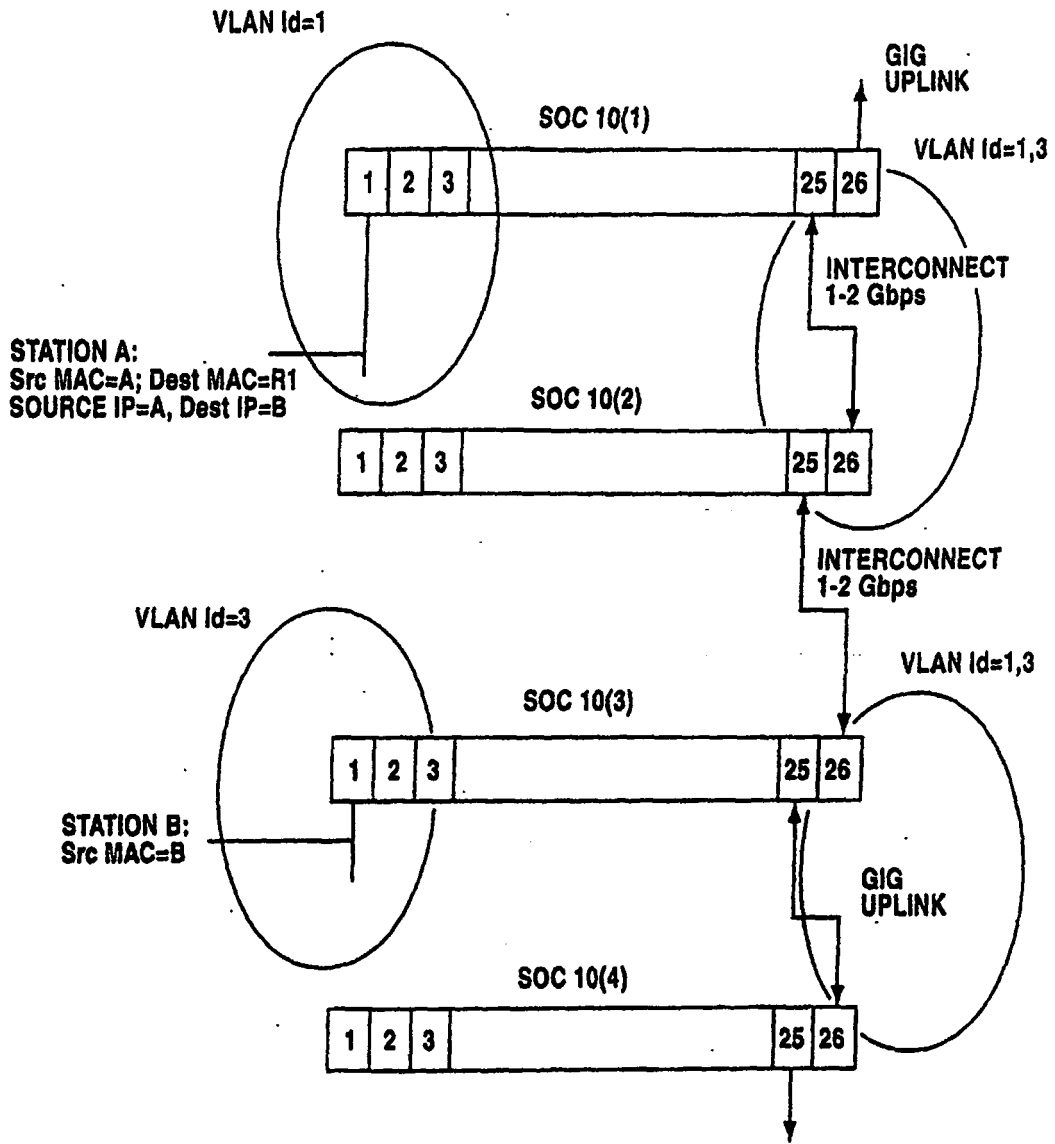 VLAN Id=1
GIG
UPLINK
SOC 10(1)
VLAN Id=1,3
1 2 3 25 26
INTERCONNECT
1-2 Gbps
STATION A:
Src MAC=A; Dest MAC=R1
SOURCE IP=A, Dest IP=B
SOC 10(2)
1 2 3 25 26
INTERCONNECT
1-2 Gbps
VLAN Id=3
VLAN Id=1,3
SOC 10(3)
1 2 3 25 26
STATION B:
Src MAC=B
GIG
UPLINK
SOC 10(4)
1 2 3 25 26